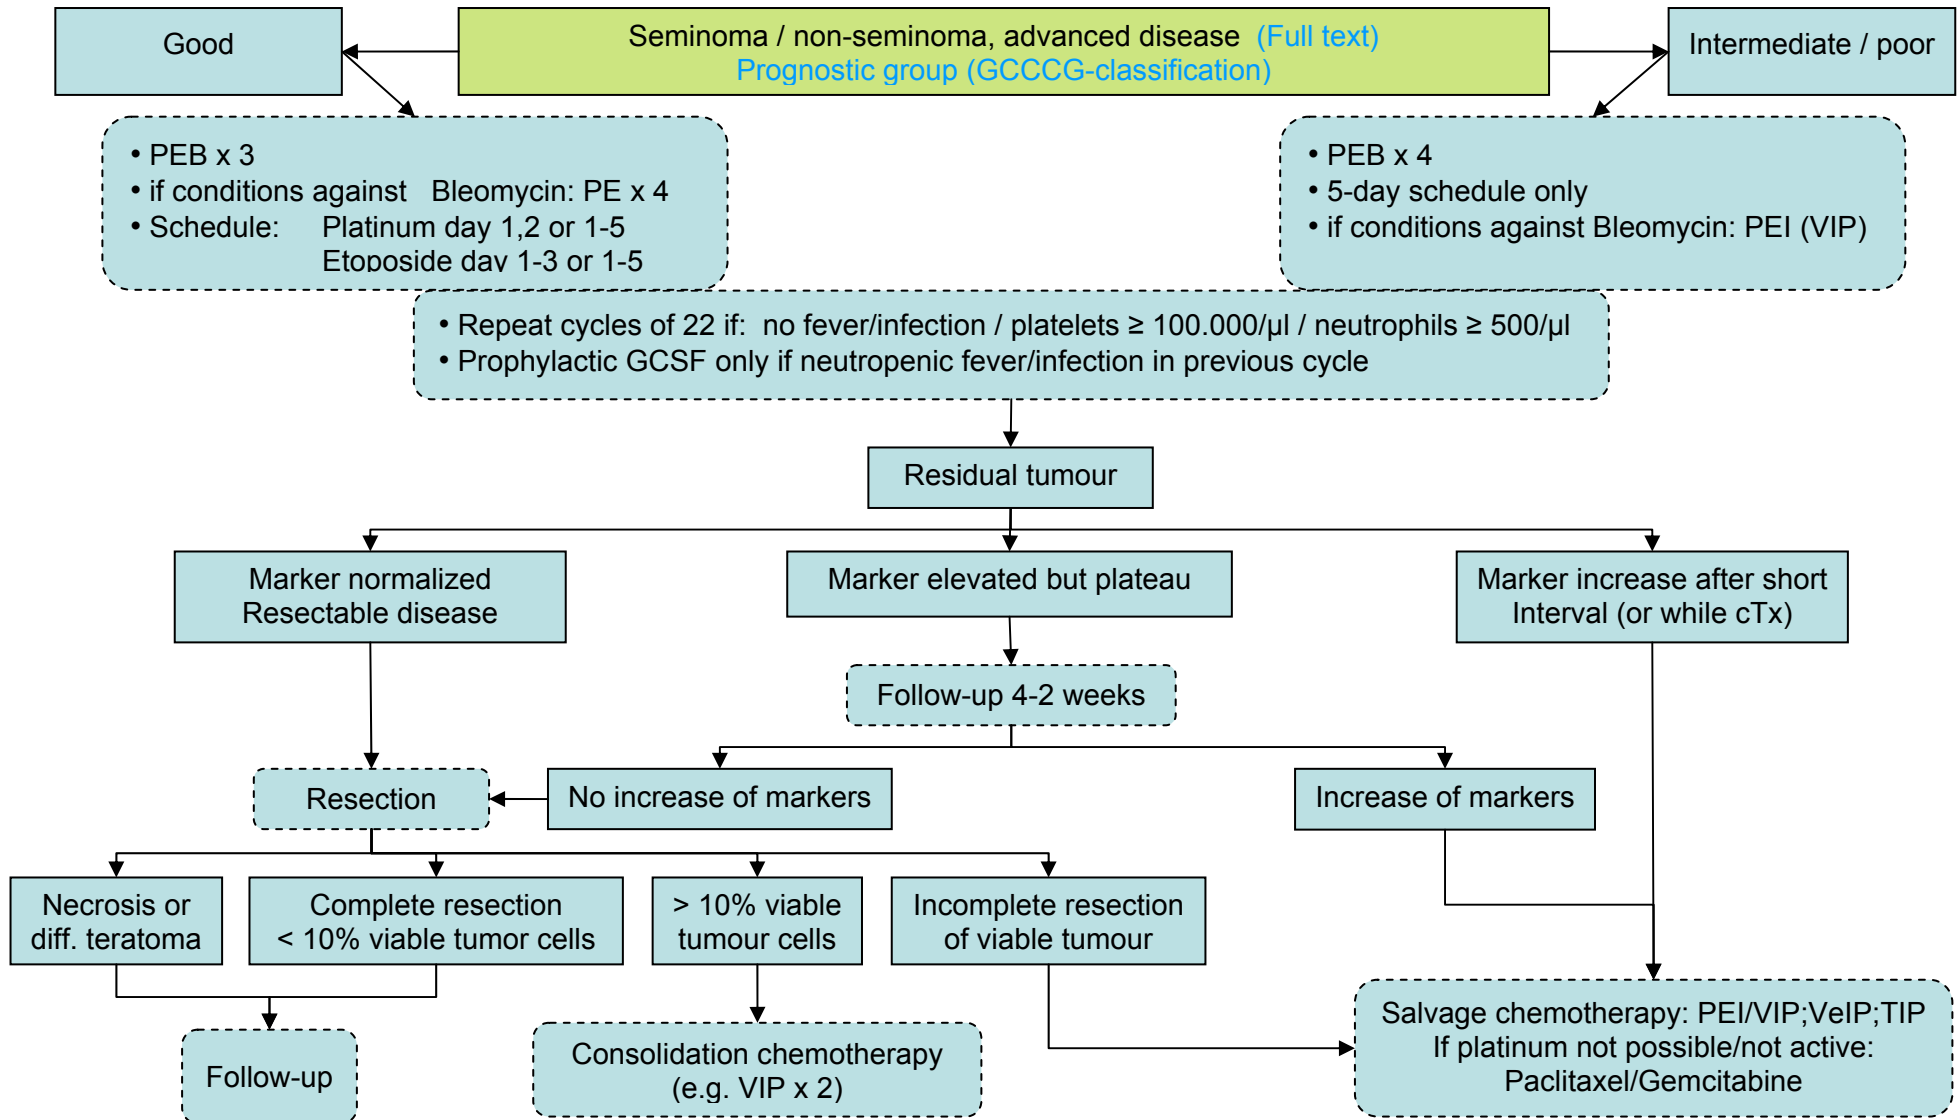 Good
Seminoma / non-seminoma, advanced disease (Full text)
Prognostic group (GCCCG-classification)
Intermediate / poor
• PEB x 3
• if conditions against Bleomycin: PE x 4
• Schedule: Platinum day 1,2 or 1-5
Etoposide day 1-3 or 1-5
• PEB x 4
• 5-day schedule only
• if conditions against Bleomycin: PEI (VIP)
• Repeat cycles of 22 if: no fever/infection / platelets ≥ 100.000/µl / neutrophils ≥ 500/µl
• Prophylactic GCSF only if neutropenic fever/infection in previous cycle
Residual tumour
Marker normalized
Resectable disease
Marker elevated but plateau
Marker increase after short
Interval (or while cTx)
Follow-up 4-2 weeks
Resection
No increase of markers
Increase of markers
Necrosis or
diff. teratoma
Complete resection
< 10% viable tumor cells
> 10% viable
tumour cells
Incomplete resection
of viable tumour
Follow-up
Consolidation chemotherapy
(e.g. VIP x 2)
Salvage chemotherapy: PEI/VIP;VeIP;TIP
If platinum not possible/not active:
Paclitaxel/Gemcitabine